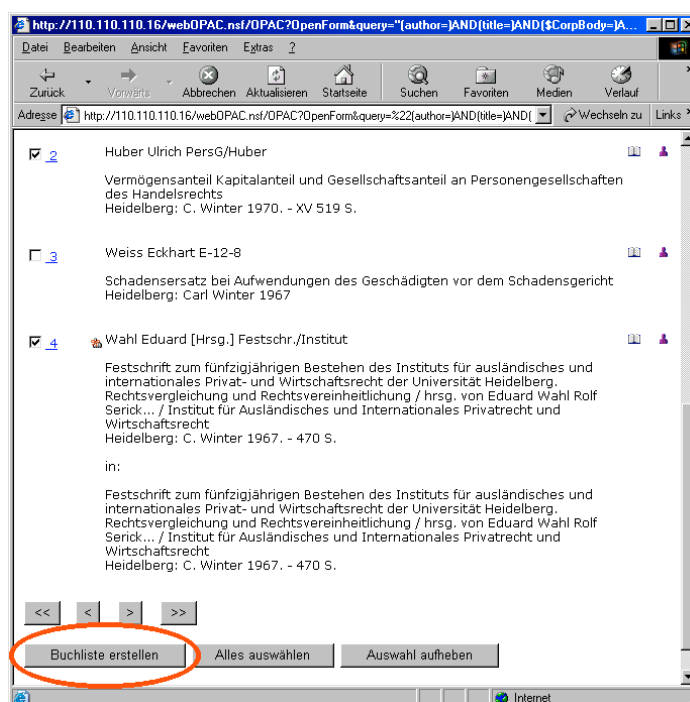 http://110.110.110.16/webOPAC.nsf/OPAC?OpenForm&query="(author=)AND(title=)AND($CorpBody=)A...
Datei Bearbeiten Ansicht Favoriten Extras ?
Zurück Vorwärts Abbrechen Aktualisieren Startseite Suchen Favoriten Medien Verlauf
Adresse http://110.110.110.16/webOPAC.nsf/OPAC?OpenForm&query=%22(author=)AND(title=)AND( Wechseln zu Links
2 Huber Ulrich PersG/Huber
Vermögensanteil Kapitalanteil und Gesellschaftsanteil an Personengesellschaften
des Handelsrechts
Heidelberg: C. Winter 1970. - XV 519 S.
3 Weiss Eckhart E-12-8
Schadensersatz bei Aufwendungen des Geschädigten vor dem Schadensgericht
Heidelberg: Carl Winter 1967
4 Wahl Eduard [Hrsg.] Festschr./Institut
Festschrift zum fünfzigjährigen Bestehen des Instituts für ausländisches und
internationales Privat- und Wirtschaftsrecht der Universität Heidelberg.
Rechtsvergleichung und Rechtsvereinheitlichung / hrsg. von Eduard Wahl Rolf
Serick... / Institut für Ausländisches und Internationales Privatrecht und
Wirtschaftsrecht
Heidelberg: C. Winter 1967. - 470 S.
in:
Festschrift zum fünfzigjährigen Bestehen des Instituts für ausländisches und
internationales Privat- und Wirtschaftsrecht der Universität Heidelberg.
Rechtsvergleichung und Rechtsvereinheitlichung / hrsg. von Eduard Wahl Rolf
Serick... / Institut für Ausländisches und Internationales Privatrecht und
Wirtschaftsrecht
Heidelberg: C. Winter 1967. - 470 S.
<< < > >>
Buchliste erstellen Alles auswählen Auswahl aufheben
Internet